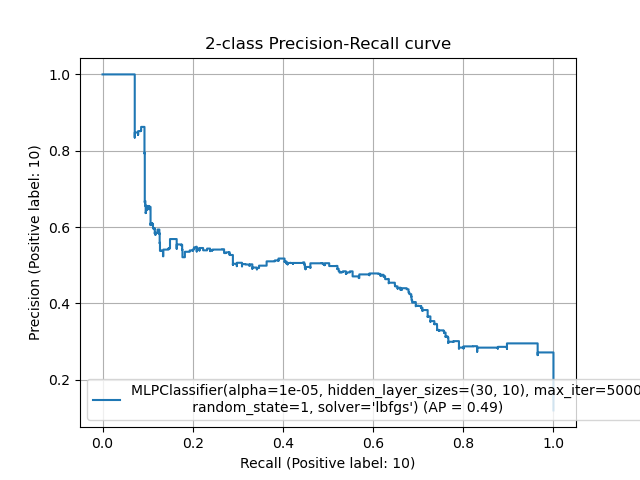 2-class Precision-Recall curve
1.0
0.8
0.6
0.4
0.2
Precision (Positive label: 10)
MLPClassifier(alpha=1e-05, hidden_layer_sizes=(30, 10), max_iter=5000
random_state=1, solver='lbfgs') (AP = 0.49)
0.0 0.2 0.4 0.6 0.8 1.0
Recall (Positive label: 10)